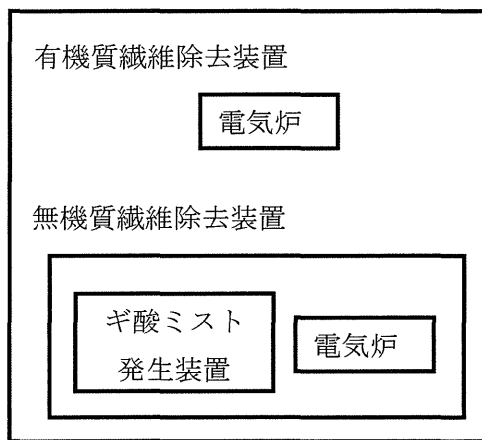 有機質繊維除去装置
電気炉
無機質繊維除去装置
ギ酸ミスト
発生装置
電気炉